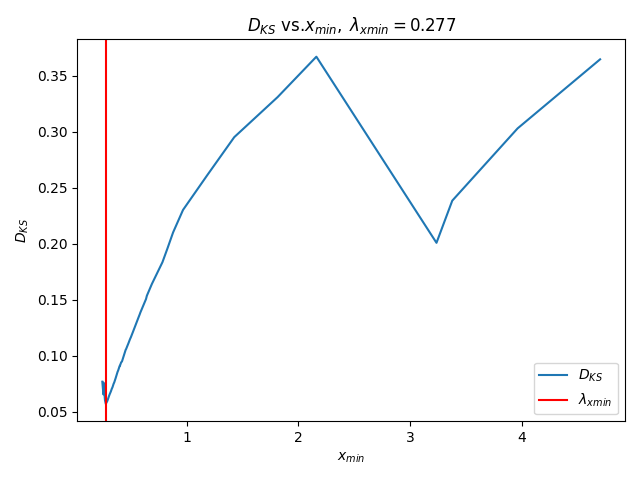 D_KS vs.x_min, λ_xmin = 0.277
D_KS
0.35
0.30
0.25
0.20
0.15
0.10
0.05
1 2 3 4
x_min
D_KS
λ_xmin